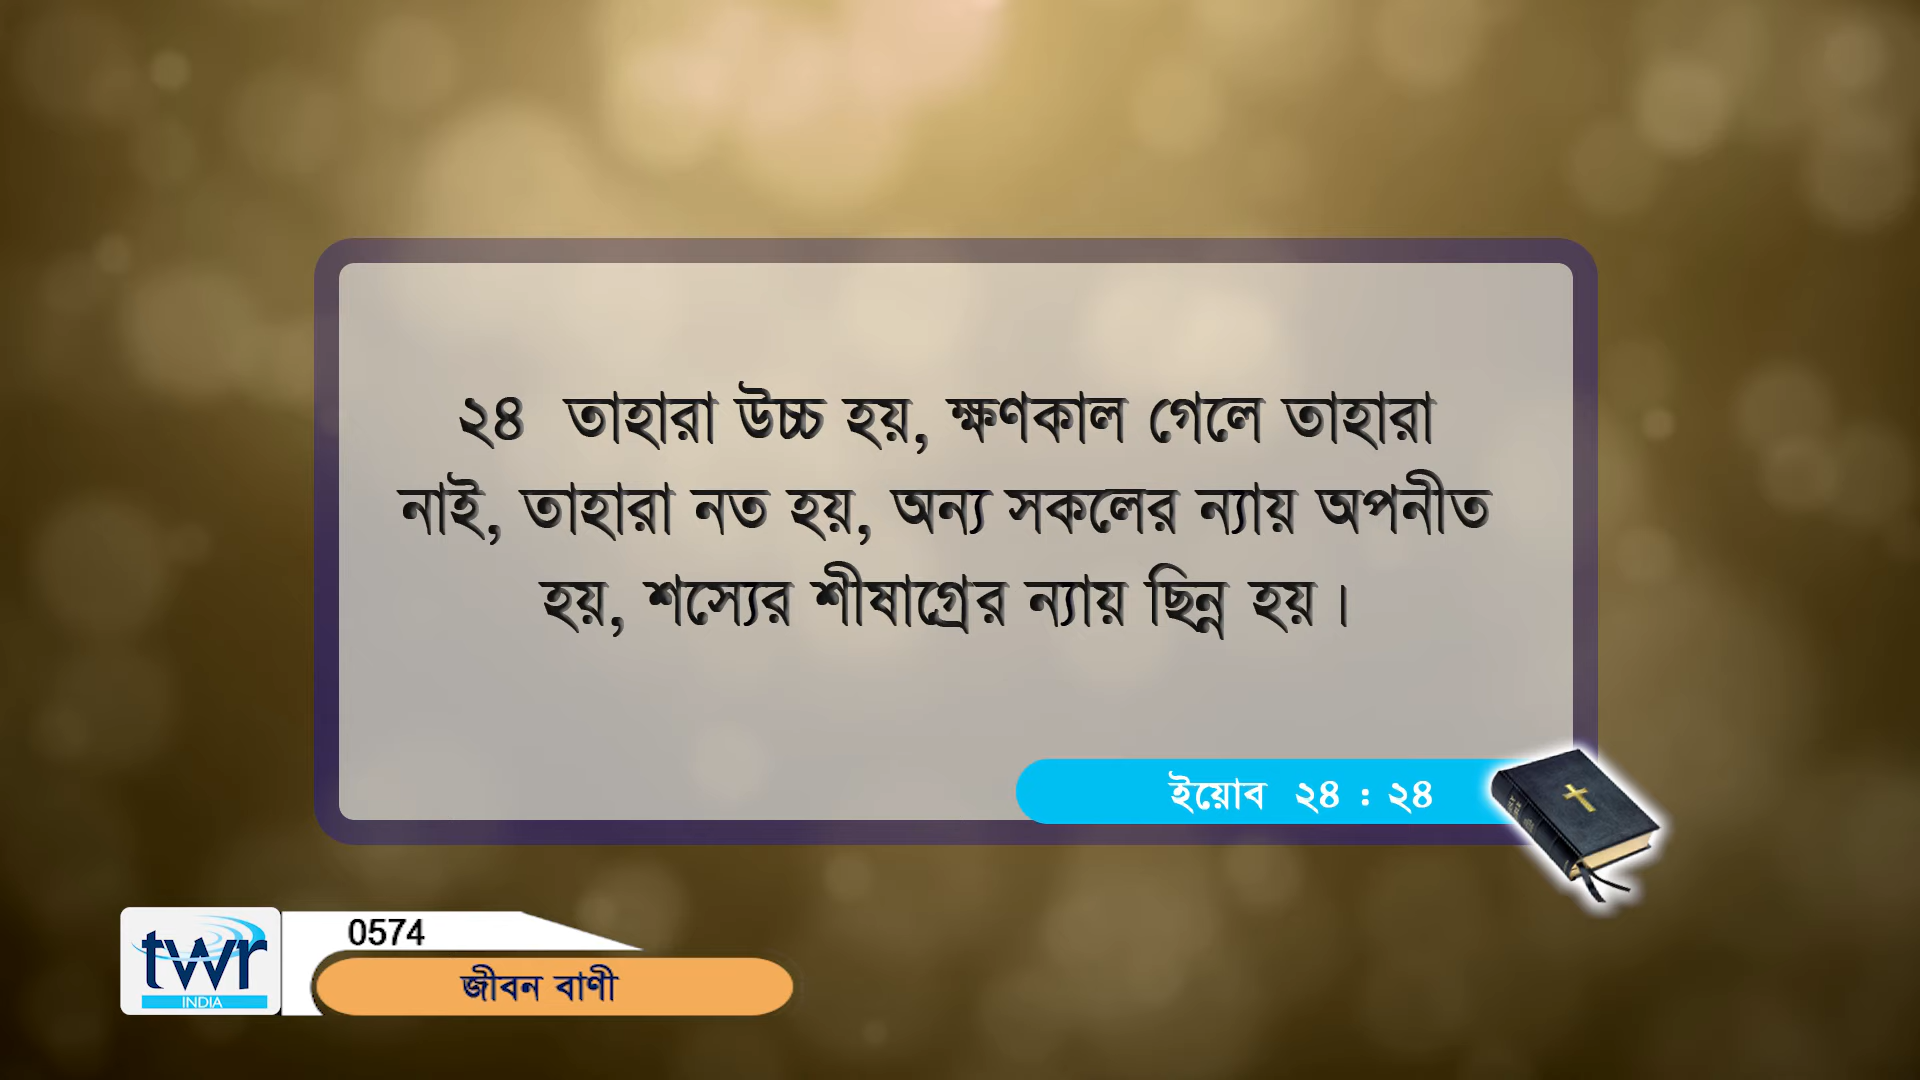 ২৪ তাহারা উচ্চ হয়, ক্ষণকাল গেলে তাহারা
নাই, তাহারা নত হয়, অন্য সকলের ন্যায় অপনীত
হয়, শস্যের শীষাগ্রের ন্যায় ছিন্ন হয়।
ইয়োব ২৪ : ২৪
0574
twr
INDIA
জীবন বাণী